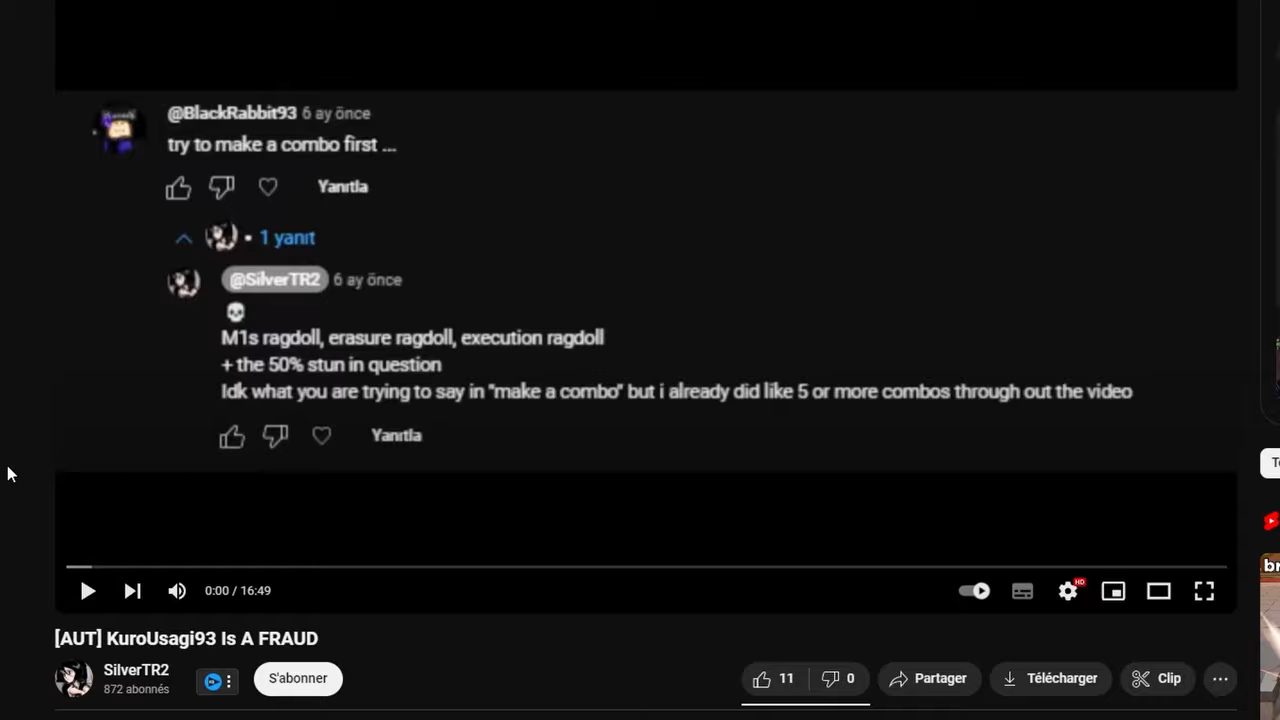 @BlackRabbit93 6 ay önce
try to make a combo first ...
Yanıtla
• 1 yanıt
@SilverTR2 6 ay önce
💀
M1s ragdoll, erasure ragdoll, execution ragdoll
+ the 50% stun in question
Idk what you are trying to say in "make a combo" but i already did like 5 or more combos through out the video
Yanıtla
0:00 / 16:49
HD
[AUT] KuroUsagi93 Is A FRAUD
SilverTR2
872 abonnés
S'abonner
11
0
Partager
Télécharger
Clip
br